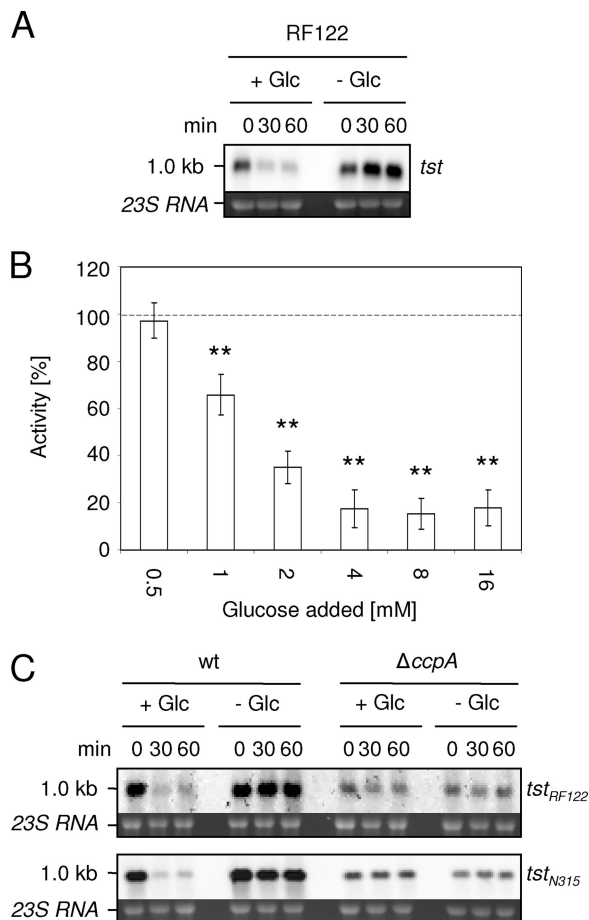 A
RF122
+ Glc - Glc
min 0 30 60 0 30 60
1.0 kb tst
23S RNA
B
120
100
80
60
40
20
0
Activity [%]
**
**
**
**
**
0.5 1 2 4 8 16
Glucose added [mM]
C
wt ΔccpA
+ Glc - Glc + Glc - Glc
min 0 30 60 0 30 60 0 30 60 0 30 60
1.0 kb tstRF122
23S RNA
1.0 kb tstN315
23S RNA